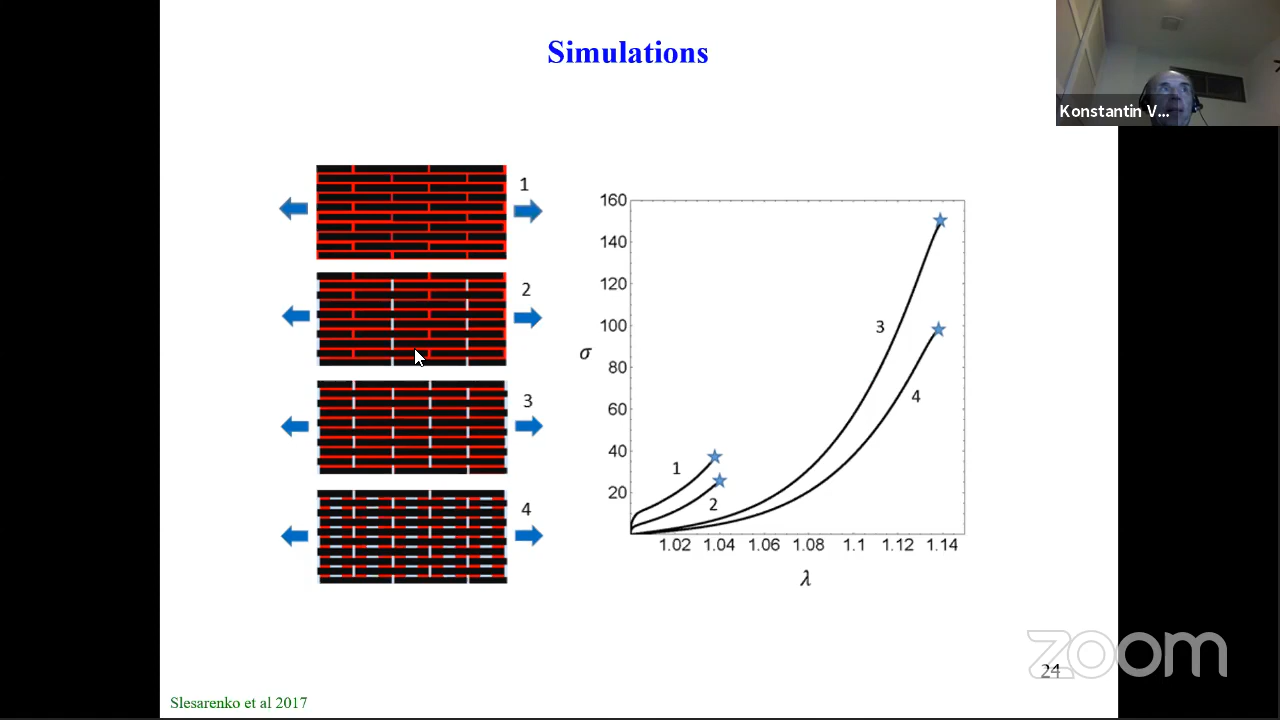 Simulations
Konstantin V...
1
2
3
4
160
140
120
100
80
60
40
20
σ
1
2
3
4
1.02 1.04 1.06 1.08 1.1 1.12 1.14
λ
zoom
24
Slesarenko et al 2017